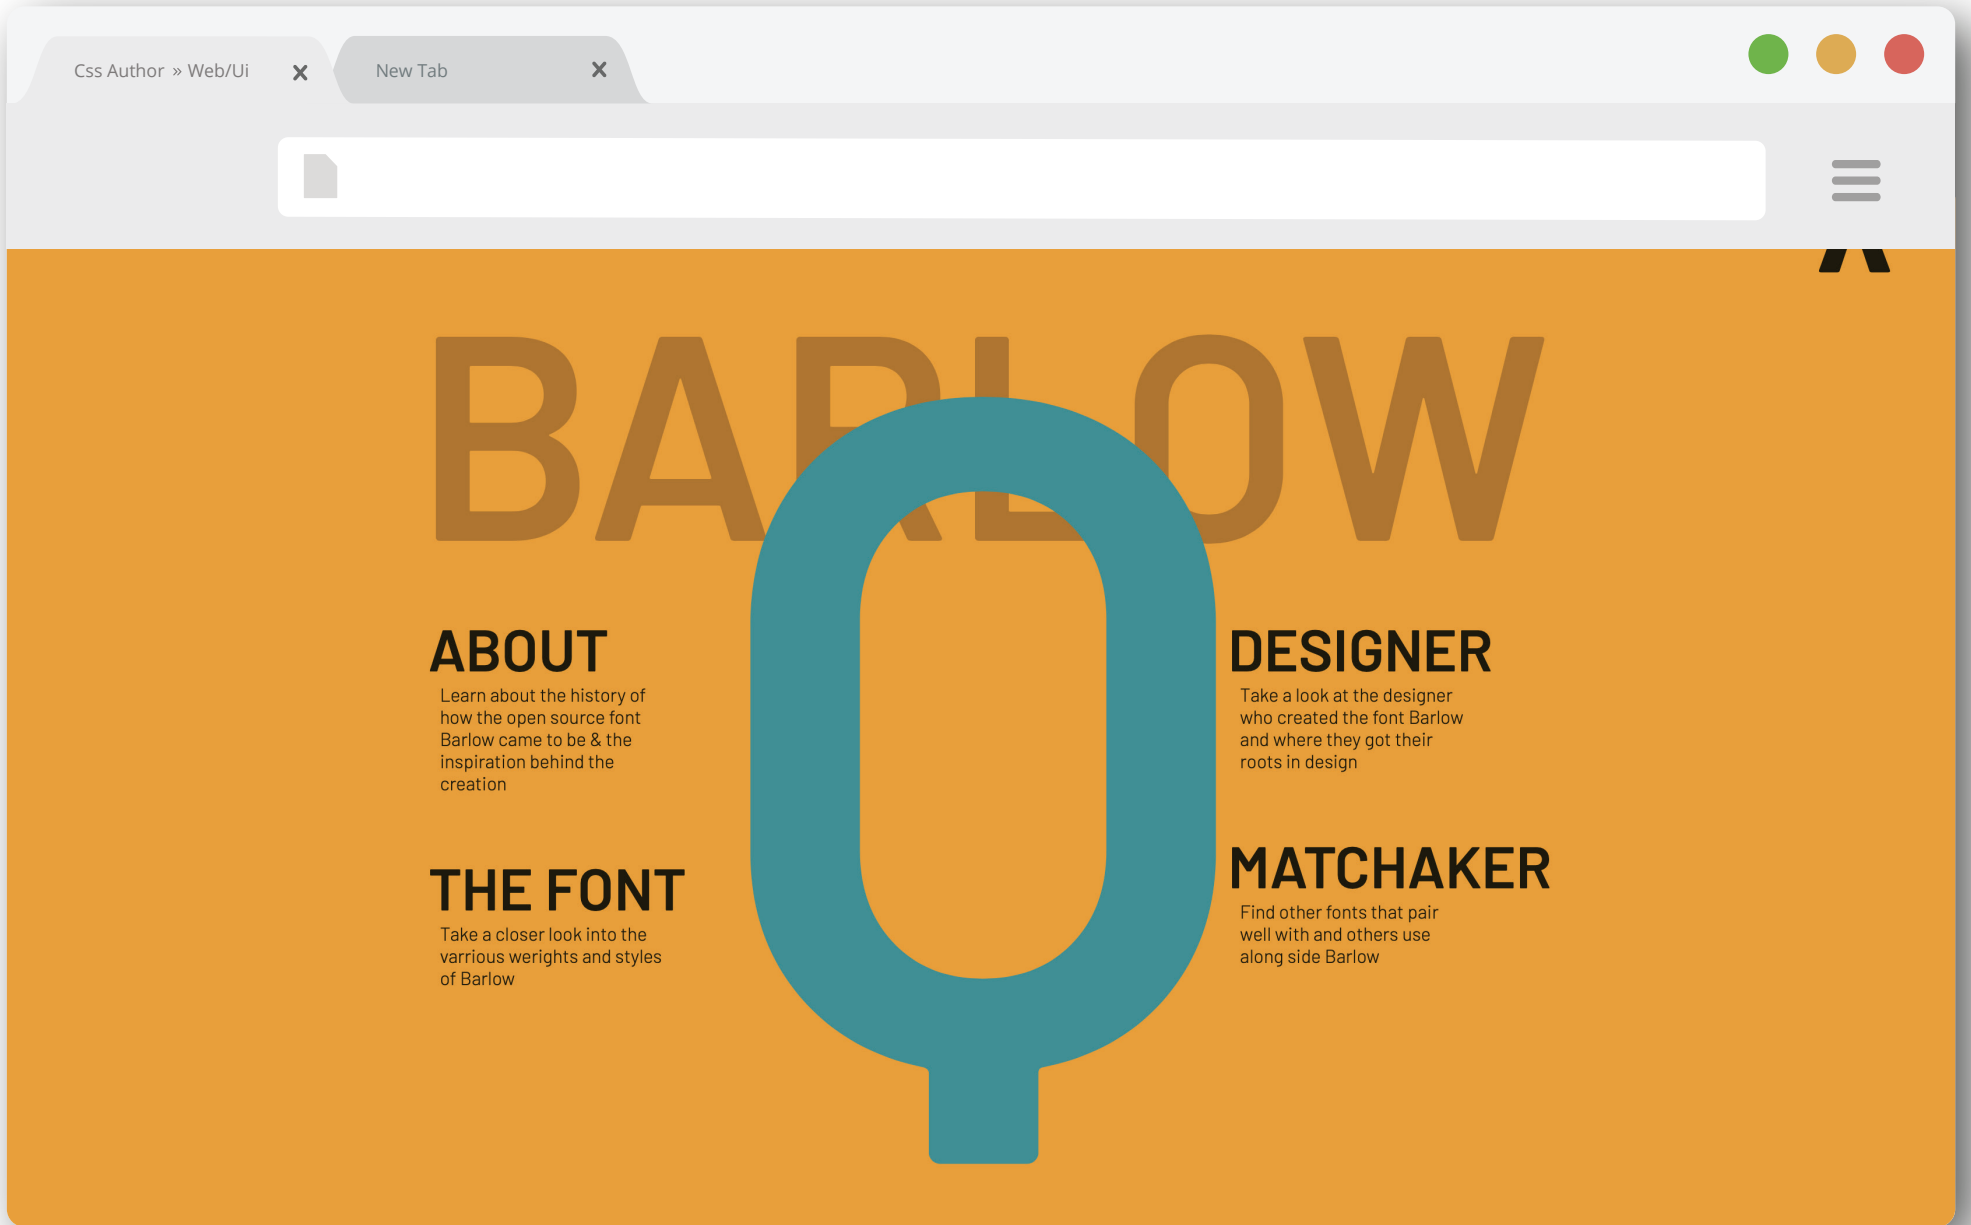 Css Author » Web/Ui
New Tab
BARLOW
Q
ABOUT
Learn about the history of
how the open source font
Barlow came to be & the
inspiration behind the
creation
THE FONT
Take a closer look into the
varrious werights and styles
of Barlow
DESIGNER
Take a look at the designer
who created the font Barlow
and where they got their
roots in design
MATCHAKER
Find other fonts that pair
well with and others use
along side Barlow